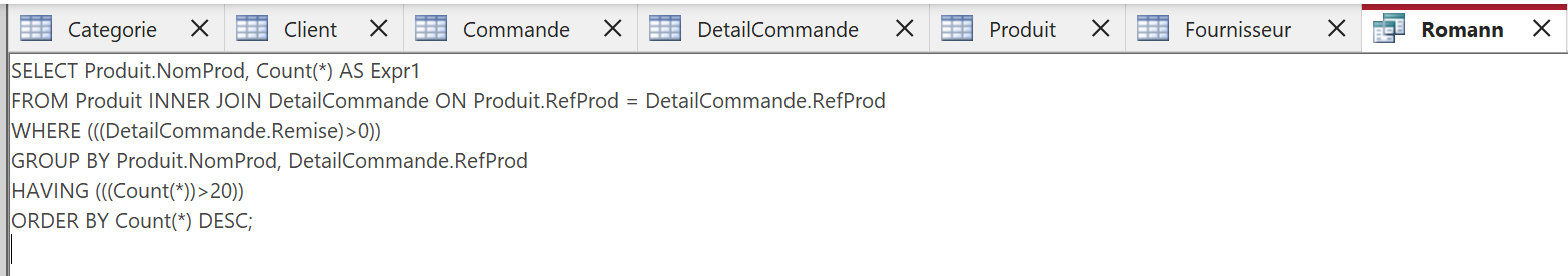 Categorie Client Commande DetailCommande Produit Fournisseur Romann
SELECT Produit.NomProd, Count(*) AS Expr1
FROM Produit INNER JOIN DetailCommande ON Produit.RefProd = DetailCommande.RefProd
WHERE (((DetailCommande.Remise)>0))
GROUP BY Produit.NomProd, DetailCommande.RefProd
HAVING (((Count(*))>20))
ORDER BY Count(*) DESC;